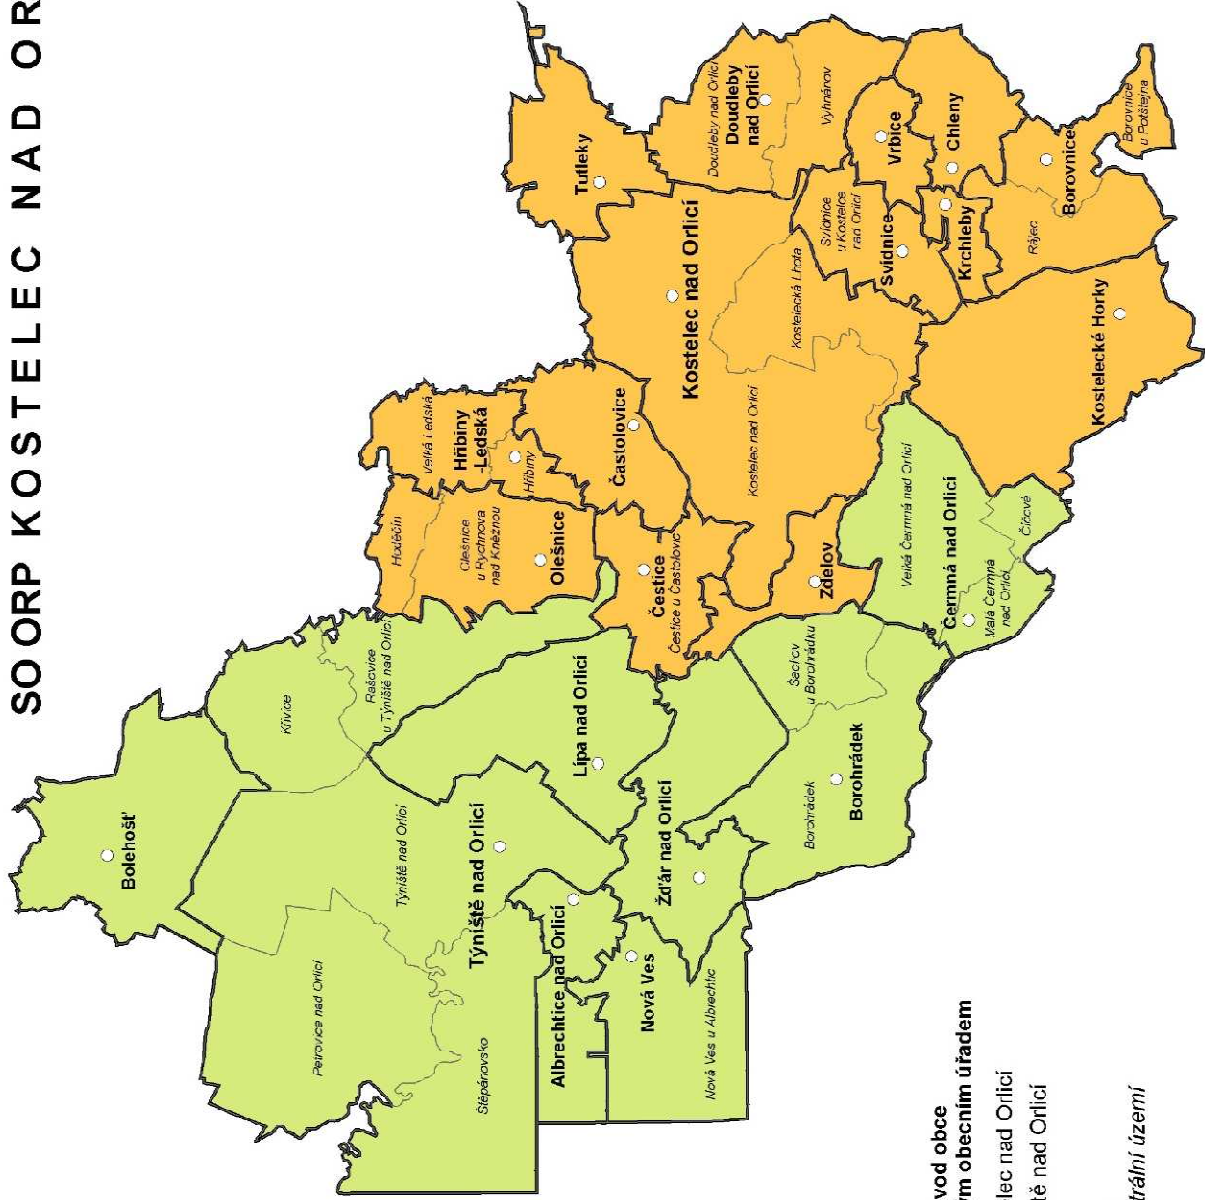 SO ORP KOSTELEC NAD OR
Bolehošť
Křivice
Rašovice
u Týniště nad Orlicí
Petrovice nad Orlicí
Týniště nad Orlicí
Týniště nad Orlicí
Štěpánovsko
Albrechtice nad Orlicí
Nová Ves
Nová Ves u Albrechtic
Lípa nad Orlicí
Žďár nad Orlicí
Borohrádek
Borohrádek
Šachov
u Borohrádku
Čermná nad Orlicí
Velká Čermná nad Orlicí
Malá Čermná
nad Orlicí
Číčové
Hoděčín
Olešnice
u Rychnova
nad Kněžnou
Olešnice
Velká Ledská
Hřibiny
-Ledská
Hřibiny
Častolovice
Čestice
Čestice u Častolovic
Zdelov
Kostelec nad Orlicí
Kostelec nad Orlicí
Kostelecká Lhota
Kostelecké Horky
Tutleky
Doudleby nad Orlicí
Doudleby
nad Orlicí
Vyhnánov
Vrbice
Chleny
Svídnice
u Kostelce
nad Orlicí
Svídnice
Krchleby
Rájec
Borovnice
Borovnice
u Potštejna
vod obce
ým obecním úřadem
lec nad Orlicí
tě nad Orlicí
trální území